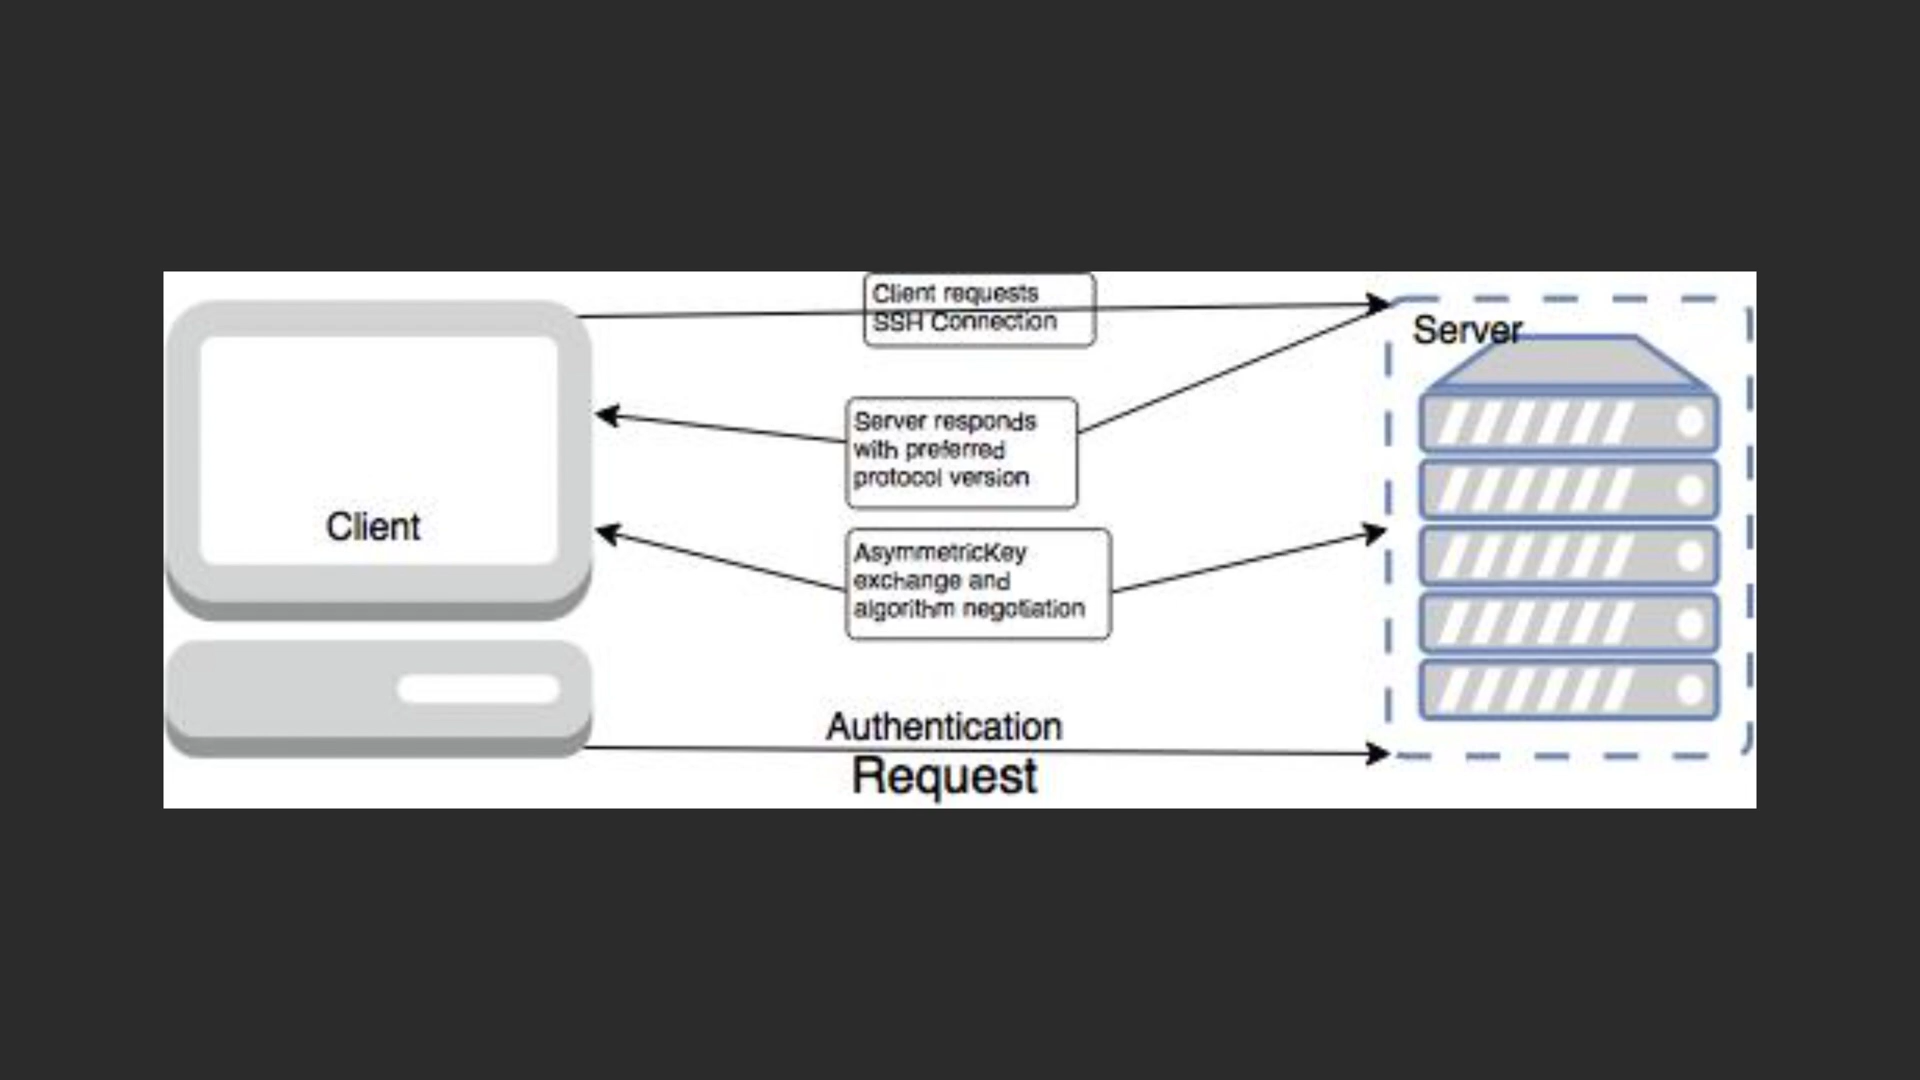 Client requests
SSH Connection
Server
Server responds
with preferred
protocol version
Client
AsymmetricKey
exchange and
algorithm negotiation
Authentication
Request